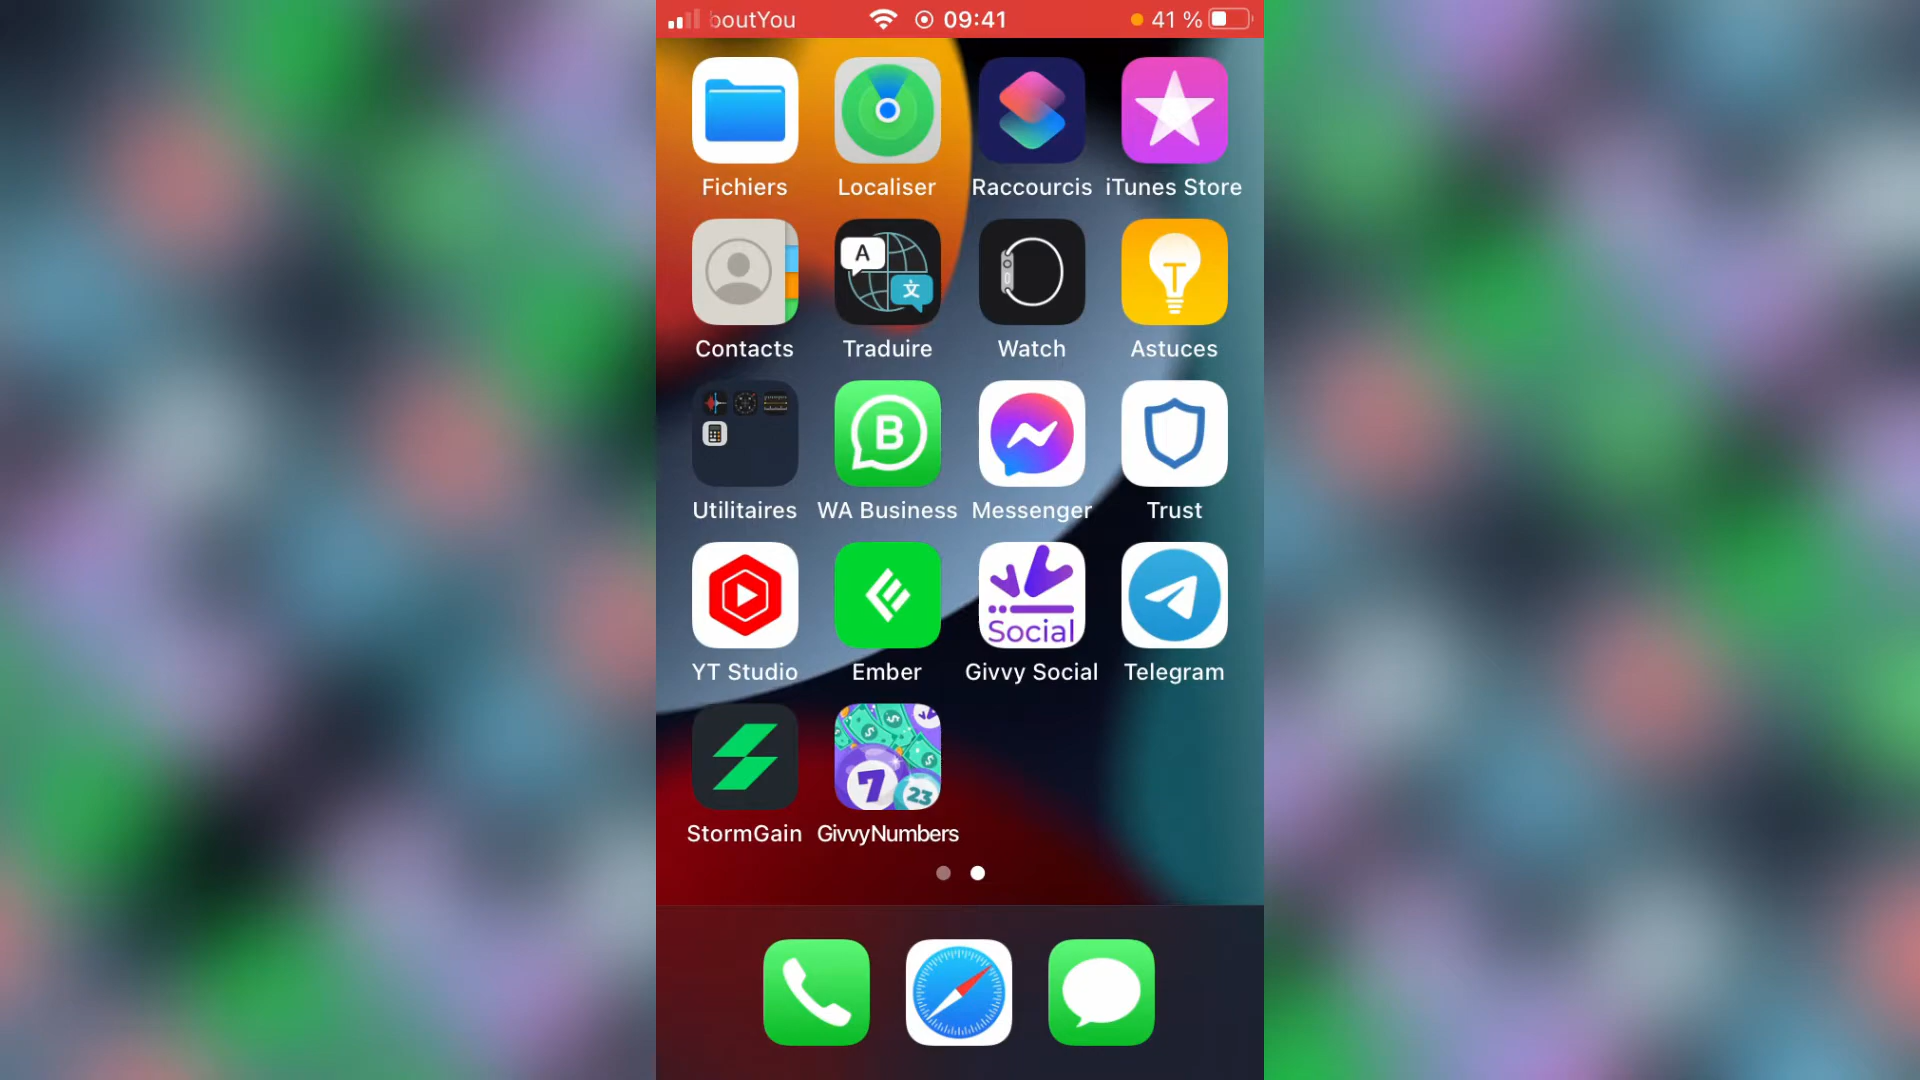 boutYou 09:41 41 %
Fichiers Localiser Raccourcis iTunes Store
A 文
Contacts Traduire Watch Astuces
B
Utilitaires WA Business Messenger Trust
Social
YT Studio Ember Givvy Social Telegram
7 23
StormGain GivvyNumbers